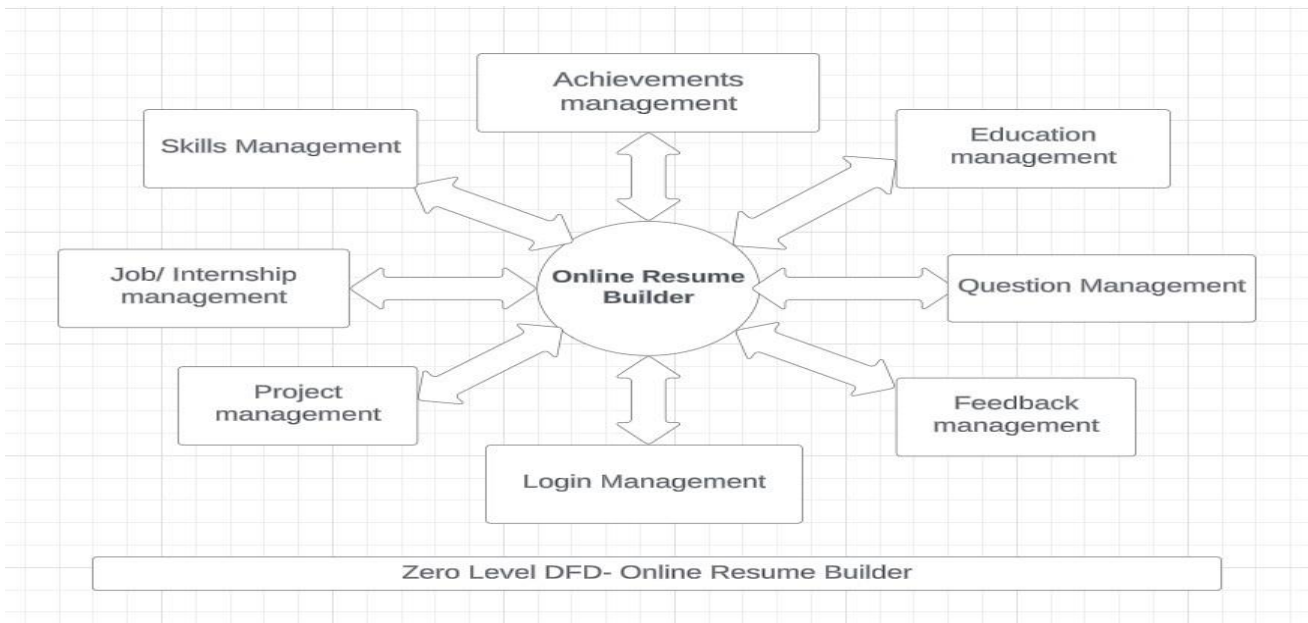 Achievements
management
Skills Management
Education
management
Job/ Internship
management
Online Resume
Builder
Question Management
Project
management
Feedback
management
Login Management
Zero Level DFD- Online Resume Builder